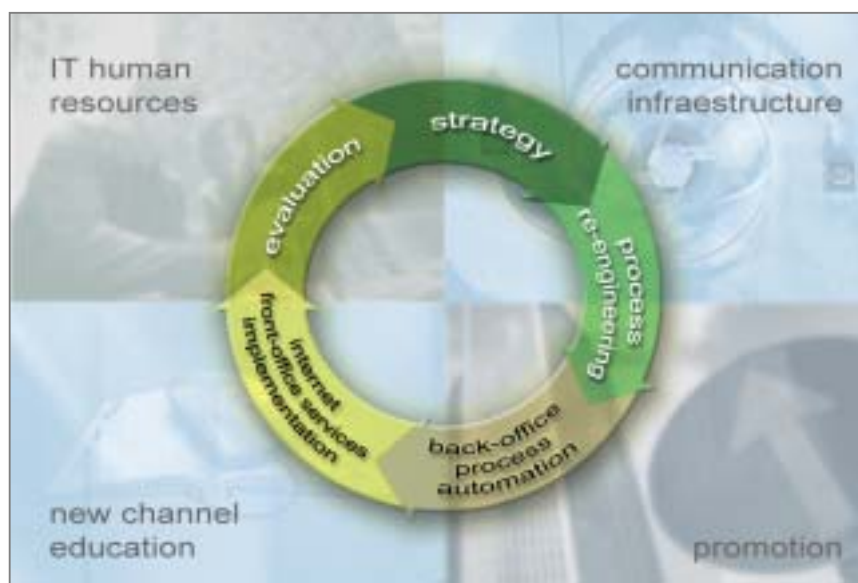 IT human
resources
communication
infraestructure
strategy
process
re-engineering
back-office
process
automation
internet
front-office services
implementation
evaluation
new channel
education
promotion